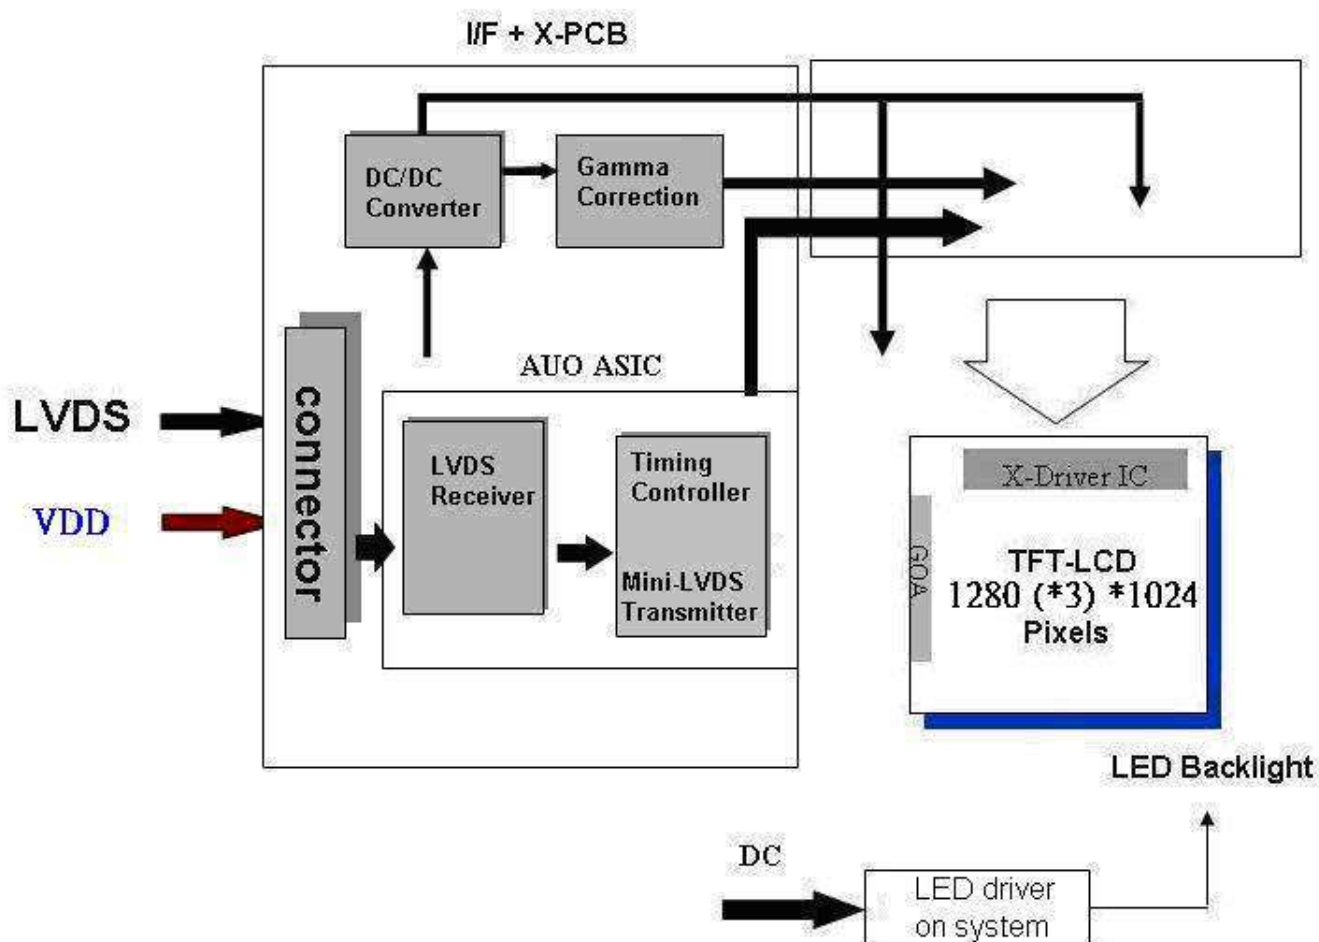 I/F + X-PCB
DC/DC
Converter
Gamma
Correction
AUO ASIC
LVDS
VDD
connector
LVDS
Receiver
Timing
Controller
Mini-LVDS
Transmitter
X-Driver IC
GOA
TFT-LCD
1280 (*3) *1024
Pixels
LED Backlight
DC
LED driver
on system